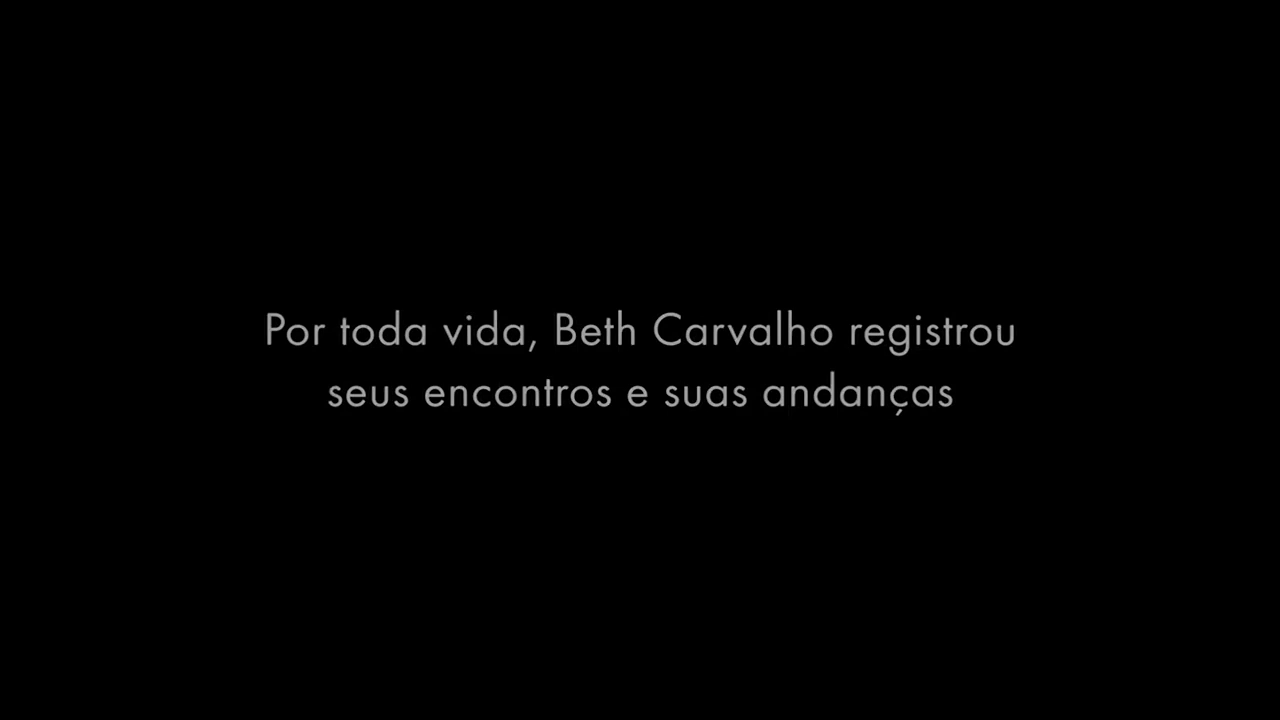 Por toda vida, Beth Carvalho registrou
seus encontros e suas andanças